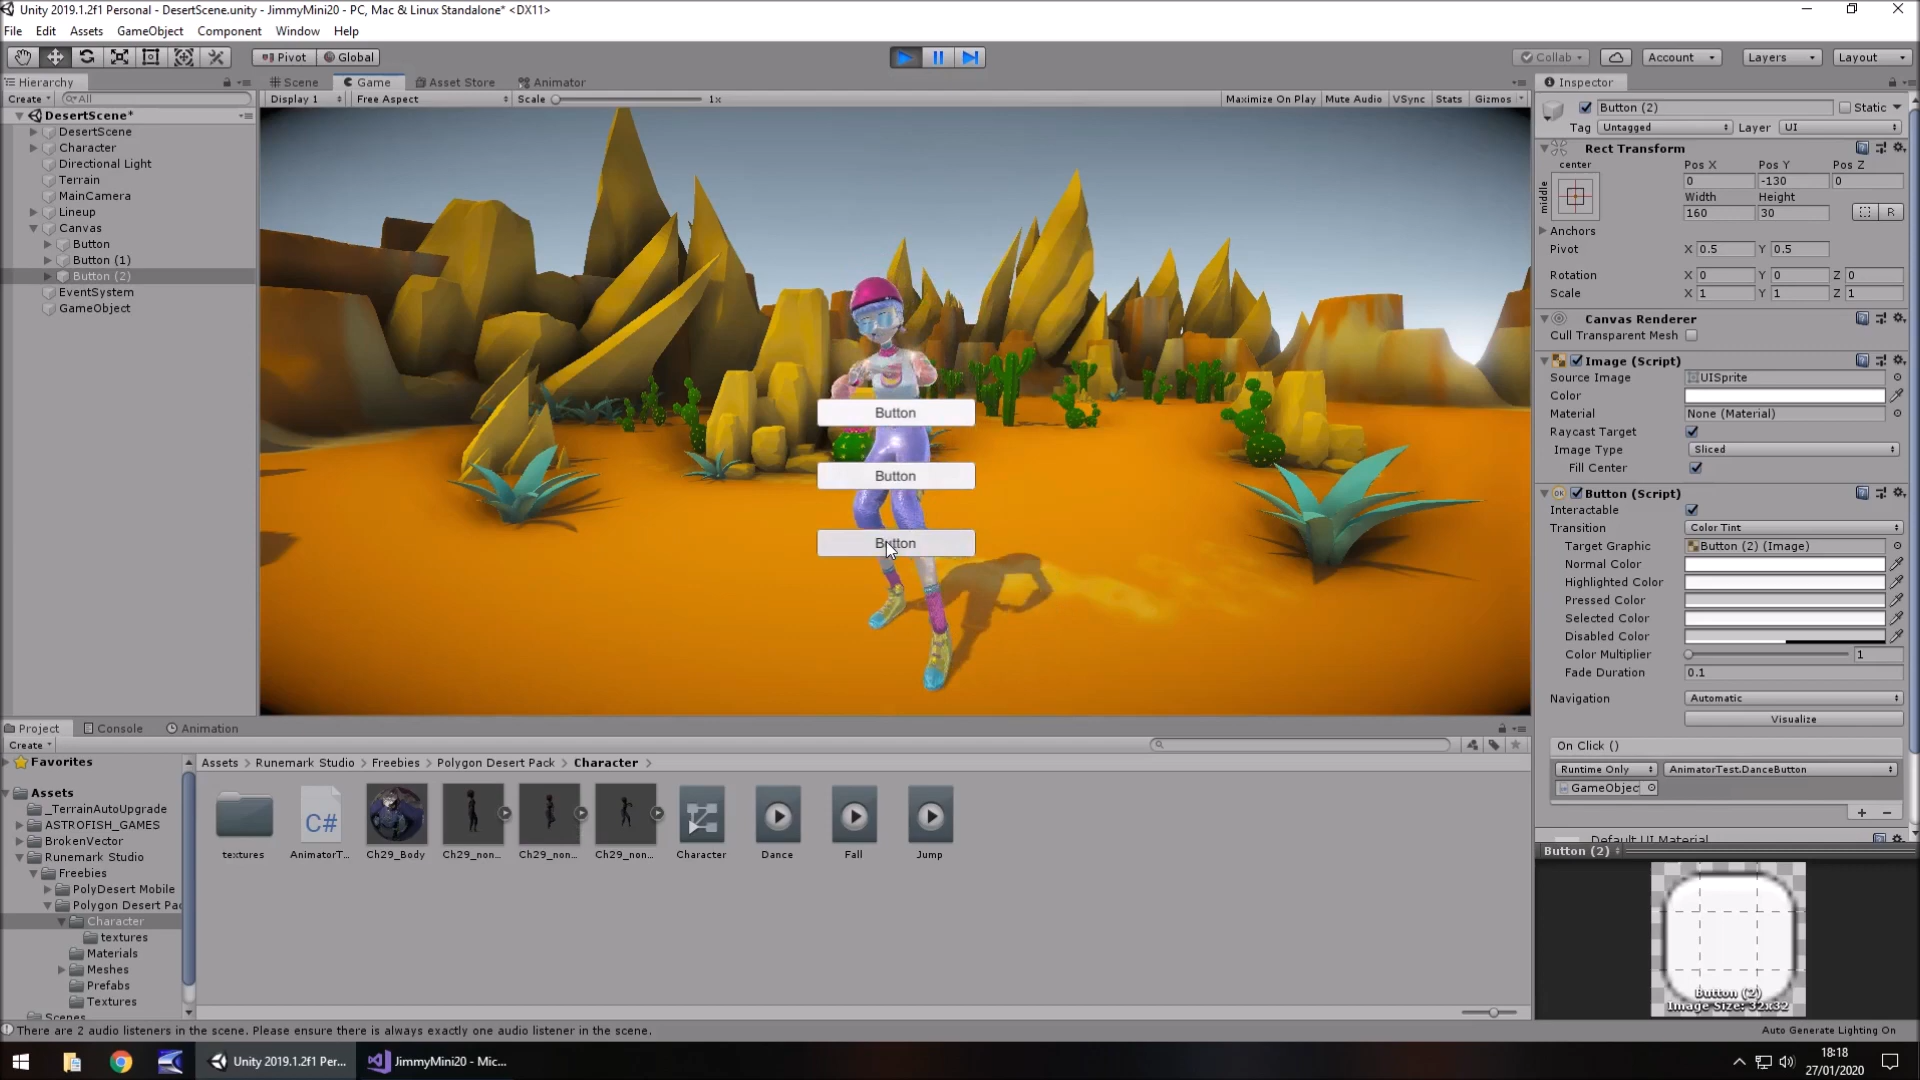 Unity 2019.1.2f1 Personal - DesertScene.unity - JimmyMini20 - PC, Mac & Linux Standalone* <DX11>
File Edit Assets GameObject Component Window Help
Pivot Global Collab Account Layers Layout
Hierarchy Scene Game Asset Store Animator Inspector
Create All Display 1 Free Aspect Scale 1x Maximize On Play Mute Audio VSync Stats Gizmos
DesertScene*
DesertScene
Character
Directional Light
Terrain
MainCamera
Lineup
Canvas
Button
Button (1)
Button (2)
EventSystem
GameObject
Button
Button
Button
Button (2) Static
Tag Untagged Layer UI
Rect Transform
center Pos X Pos Y Pos Z
middle 0 -130 0
Width Height
160 30 R
Anchors
Pivot X 0.5 Y 0.5
Rotation X 0 Y 0 Z 0
Scale X 1 Y 1 Z 1
Canvas Renderer
Cull Transparent Mesh
Image (Script)
Source Image UISprite
Color
Material None (Material)
Raycast Target
Image Type Sliced
Fill Center
Button (Script)
Interactable
Transition Color Tint
Target Graphic Button (2) (Image)
Normal Color
Highlighted Color
Pressed Color
Selected Color
Disabled Color
Color Multiplier 1
Fade Duration 0.1
Navigation Automatic
Visualize
On Click ()
Runtime Only AnimatorTest.DanceButton
GameObjec
Default UI Material
Button (2)
Button (2)
Image Size: 32x32
Project Console Animation
Create
Favorites
Assets
_TerrainAutoUpgrade
ASTROFISH_GAMES
BrokenVector
Runemark Studio
Freebies
PolyDesert Mobile
Polygon Desert Pac
Character
textures
Materials
Meshes
Prefabs
Textures
Scenes
Assets > Runemark Studio > Freebies > Polygon Desert Pack > Character >
C#
textures AnimatorT... Ch29_Body Ch29_non... Ch29_non... Ch29_non... Character Dance Fall Jump
There are 2 audio listeners in the scene. Please ensure there is always exactly one audio listener in the scene.
Auto Generate Lighting On
Unity 2019.1.2f1 Per... JimmyMini20 - Mic...
18:18
27/01/2020